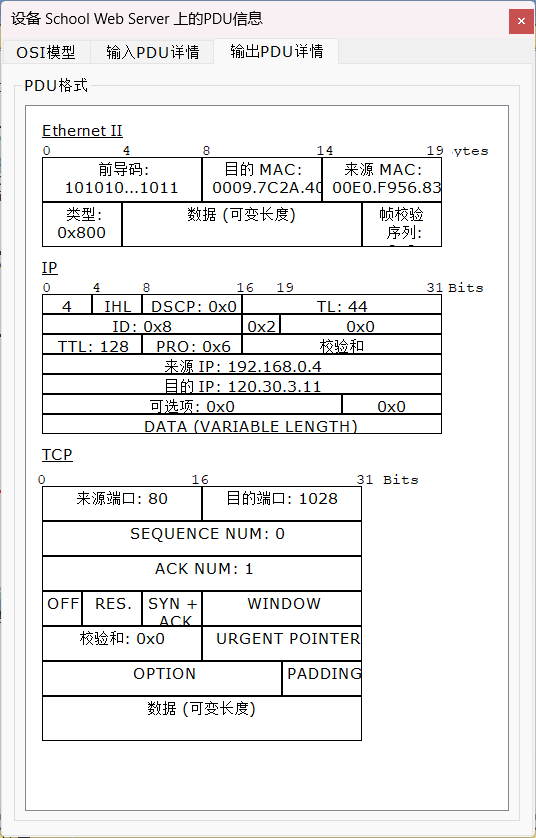 设备 School Web Server 上的PDU信息
OSI模型 输入PDU详情 输出PDU详情
PDU格式
Ethernet II
0 4 8 14 19 ytes
前导码: 目的 MAC: 来源 MAC:
101010...1011 0009.7C2A.40 00E0.F956.83
类型: 数据 (可变长度) 帧校验
0x800 序列:
IP
0 4 8 16 19 31 Bits
4 IHL DSCP: 0x0 TL: 44
ID: 0x8 0x2 0x0
TTL: 128 PRO: 0x6 校验和
来源 IP: 192.168.0.4
目的 IP: 120.30.3.11
可选项: 0x0 0x0
DATA (VARIABLE LENGTH)
TCP
0 16 31 Bits
来源端口: 80 目的端口: 1028
SEQUENCE NUM: 0
ACK NUM: 1
OFF RES. SYN + WINDOW
ACK
校验和: 0x0 URGENT POINTER
OPTION PADDING
数据 (可变长度)